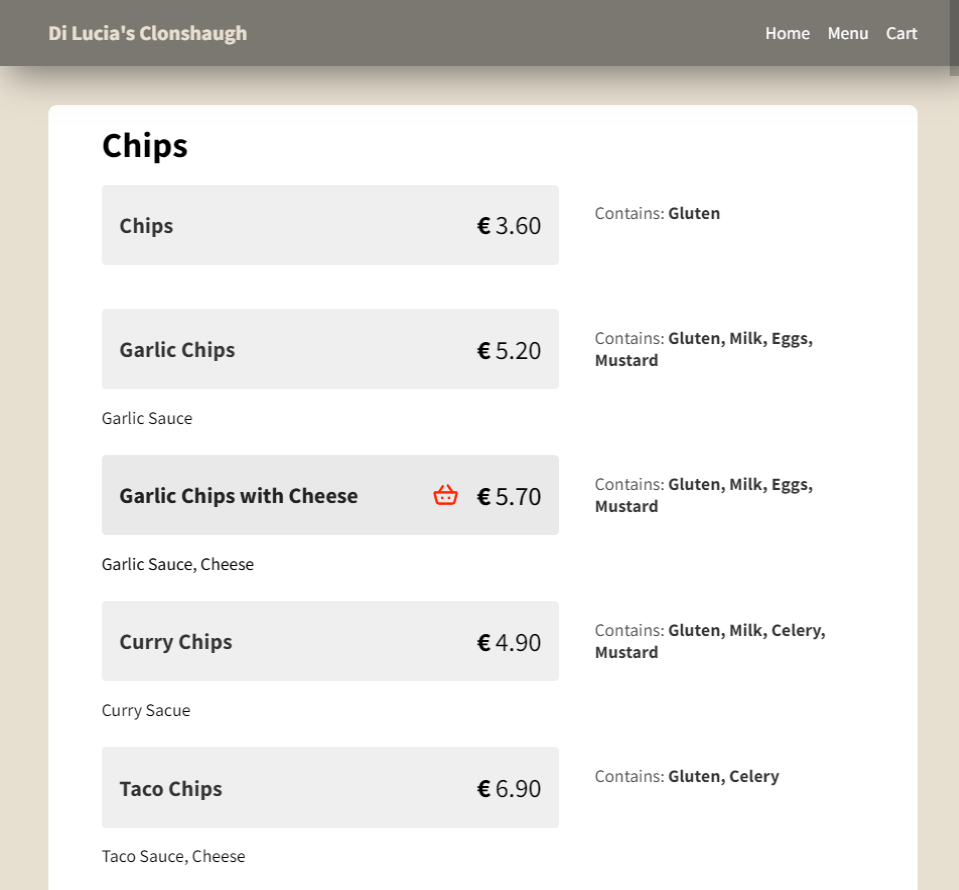 Di Lucia's Clonshaugh
Home Menu Cart
Chips
Chips € 3.60
Contains: Gluten
Garlic Chips € 5.20
Contains: Gluten, Milk, Eggs,
Mustard
Garlic Sauce
Garlic Chips with Cheese € 5.70
Contains: Gluten, Milk, Eggs,
Mustard
Garlic Sauce, Cheese
Curry Chips € 4.90
Contains: Gluten, Milk, Celery,
Mustard
Curry Sacue
Taco Chips € 6.90
Contains: Gluten, Celery
Taco Sauce, Cheese